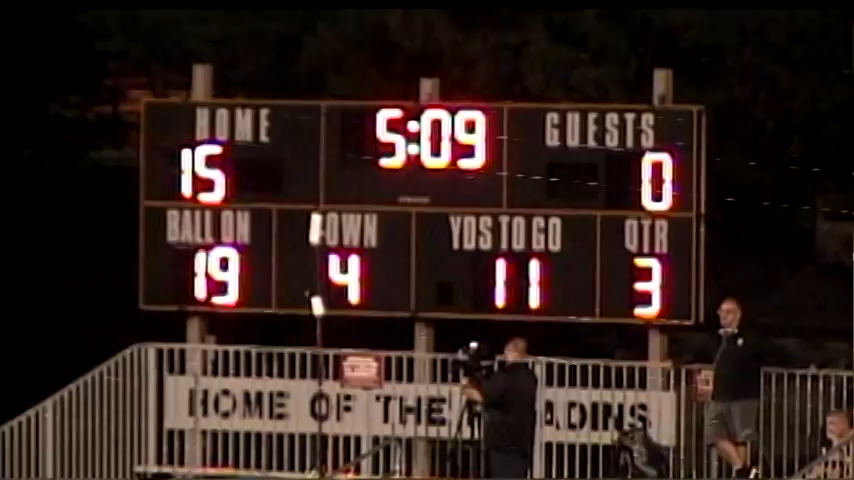 HOME 5:09 GUESTS
15 0
BALL ON DOWN YDS TO GO QTR
19 4 11 3
HOME OF THE ADINS